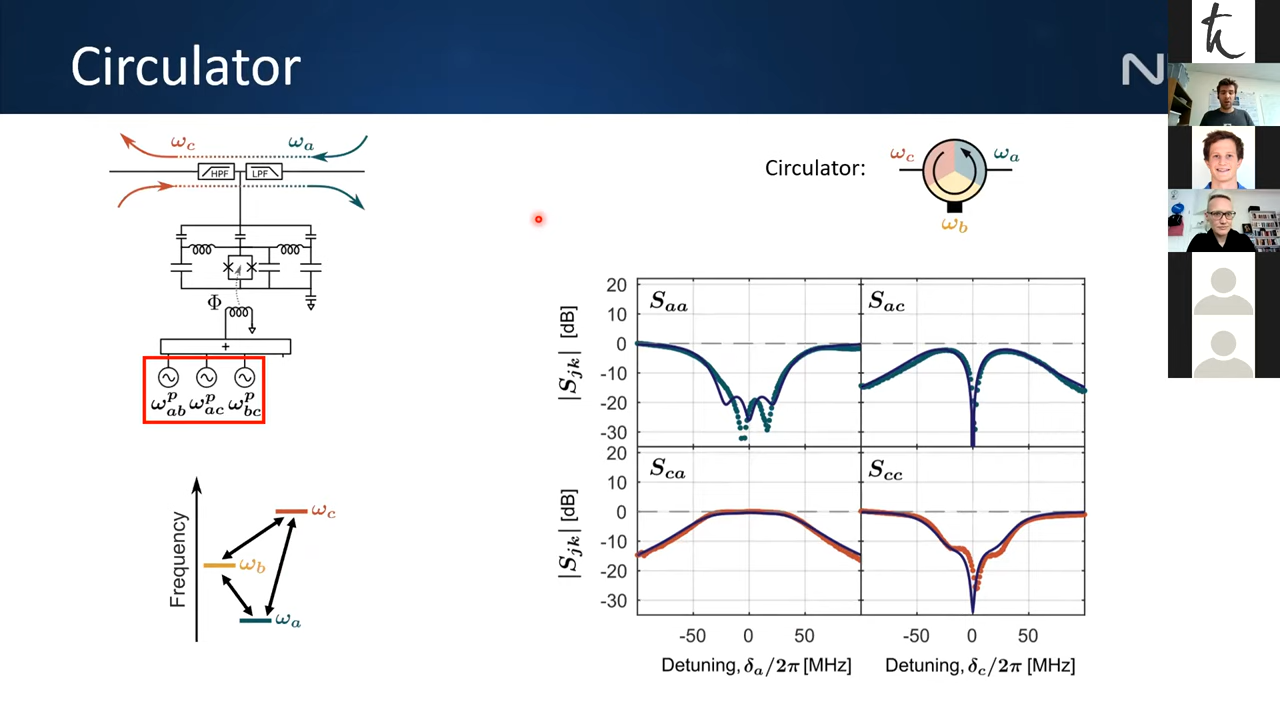 Circulator
N
ω_c
ω_a
HPF
LPF
Φ
+
ω^p_ab ω^p_ac ω^p_bc
Frequency
ω_c
ω_b
ω_a
Circulator:
ω_c
ω_a
ω_b
|S_jk| [dB]
20
10
0
-10
-20
-30
S_aa
S_ac
|S_jk| [dB]
20
10
0
-10
-20
-30
S_ca
S_cc
-50 0 50
-50 0 50
Detuning, δ_a/2π [MHz]
Detuning, δ_c/2π [MHz]